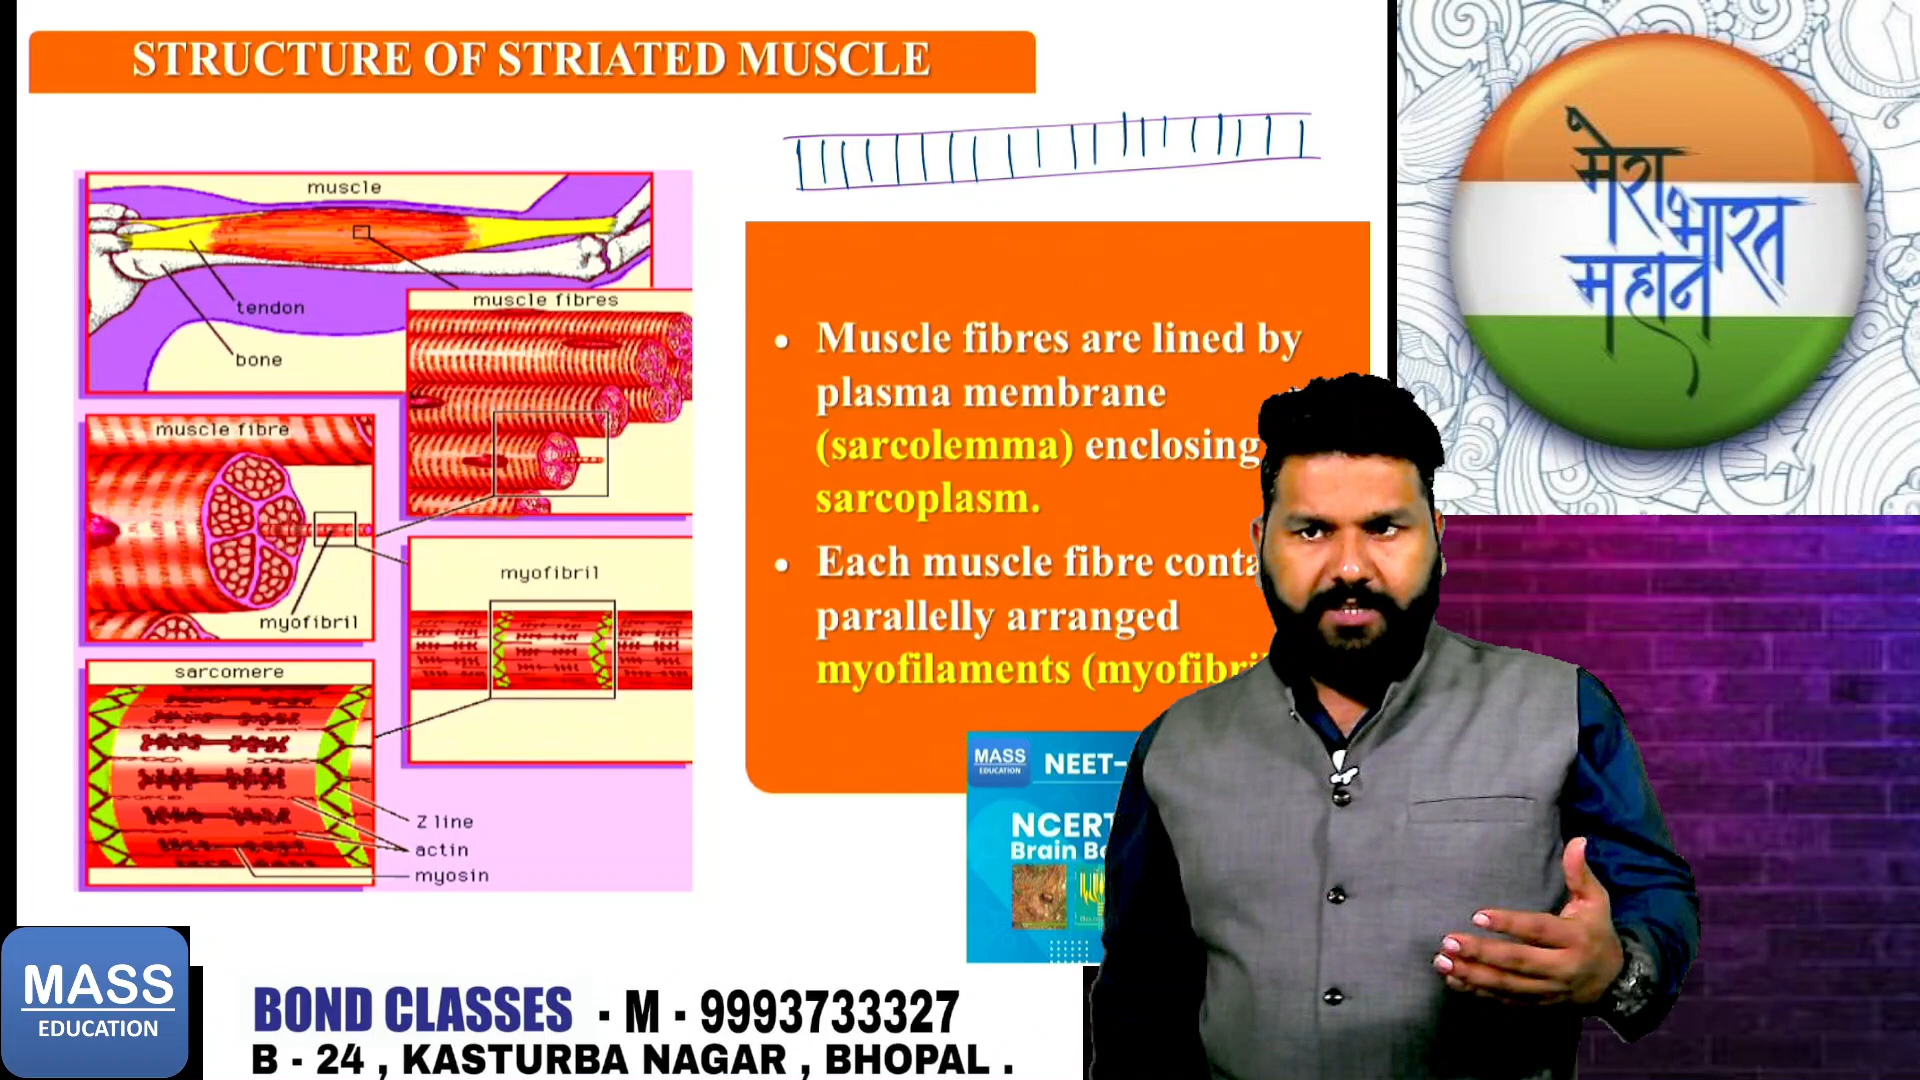 STRUCTURE OF STRIATED MUSCLE
muscle
tendon
bone
muscle fibres
muscle fibre
myofibril
myofibril
sarcomere
Z line
actin
myosin
• Muscle fibres are lined by
plasma membrane
(sarcolemma) enclosing
sarcoplasm.
• Each muscle fibre conta
parallelly arranged
myofilaments (myofibri
MASS
EDUCATION
NEET-
NCERT
Brain Bo
मेरा
भारत
महान
MASS
EDUCATION
BOND CLASSES - M - 9993733327
B - 24 , KASTURBA NAGAR , BHOPAL .